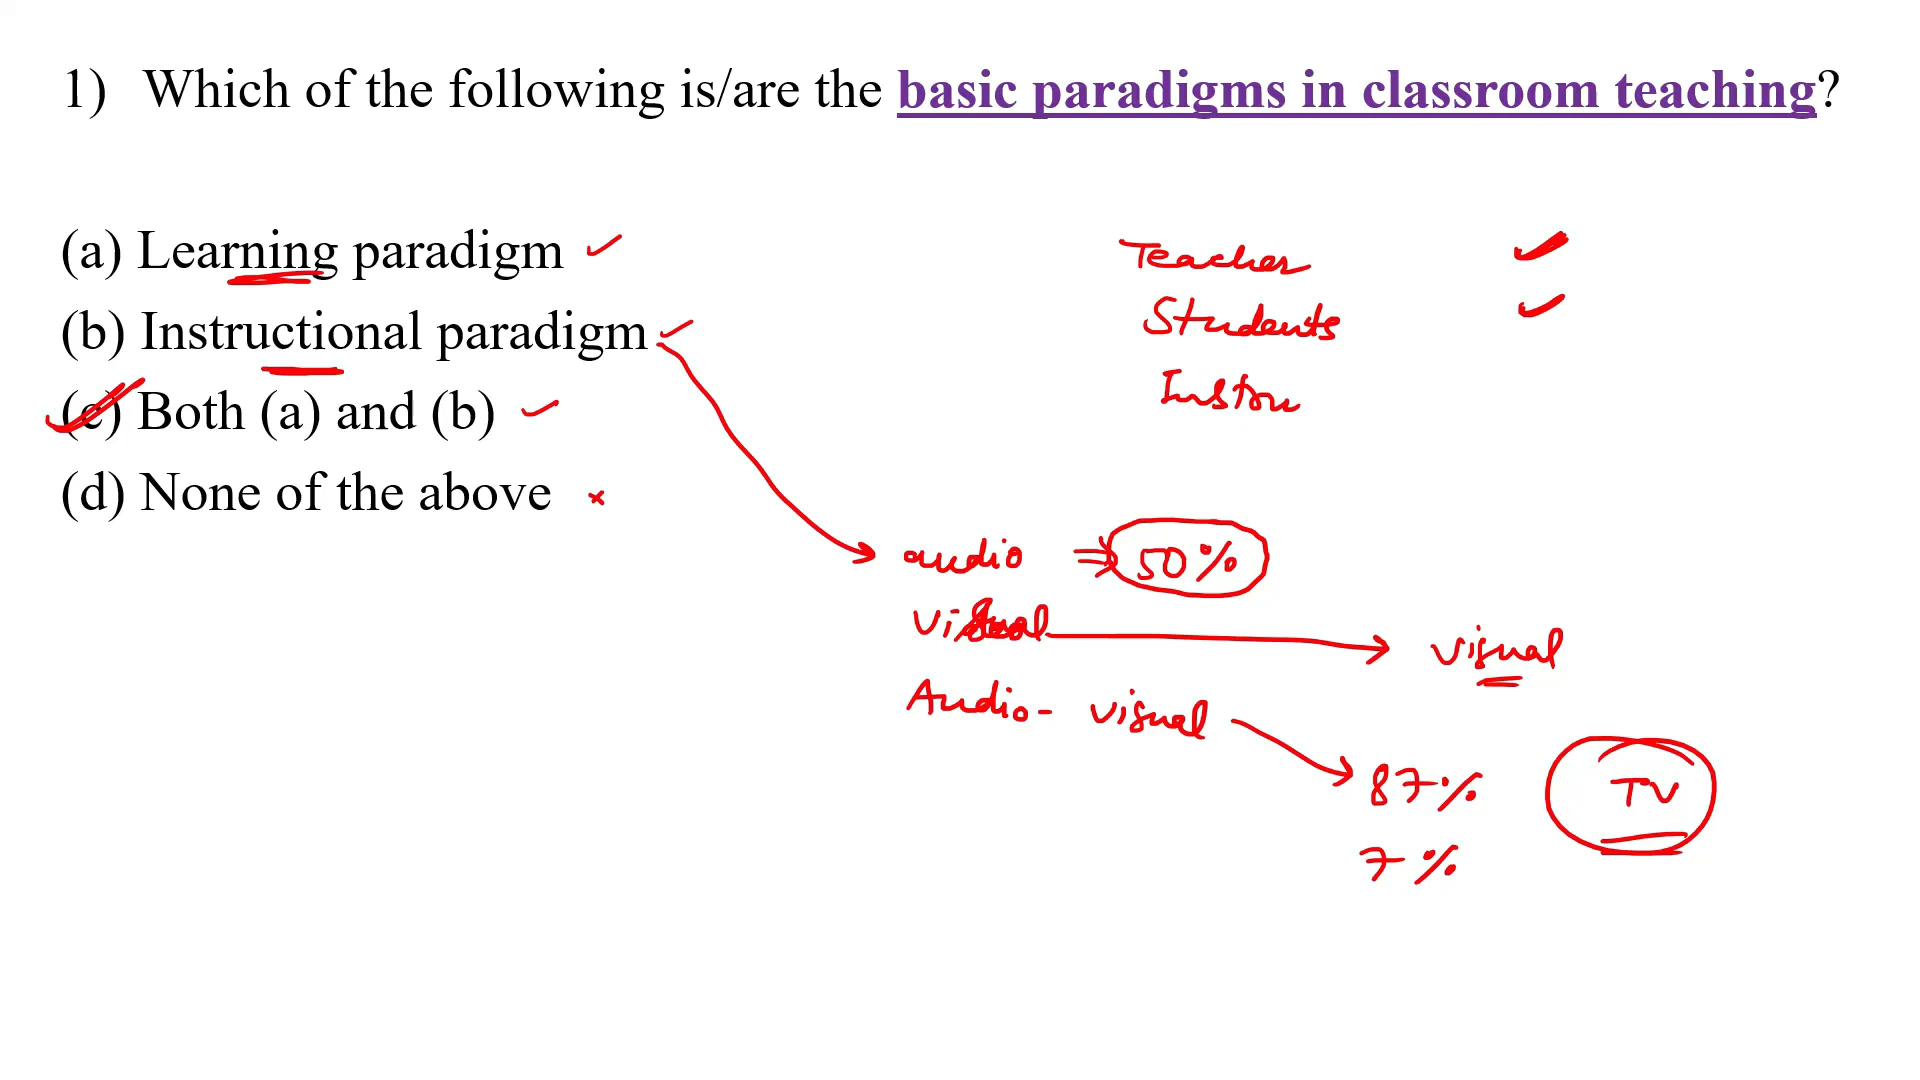 1) Which of the following is/are the basic paradigms in classroom teaching?
(a) Learning paradigm
(b) Instructional paradigm
(c) Both (a) and (b)
(d) None of the above
Teacher
Students
Instru
audio ⇒ 50%
visual
Audio - visual
87%
7%
TV